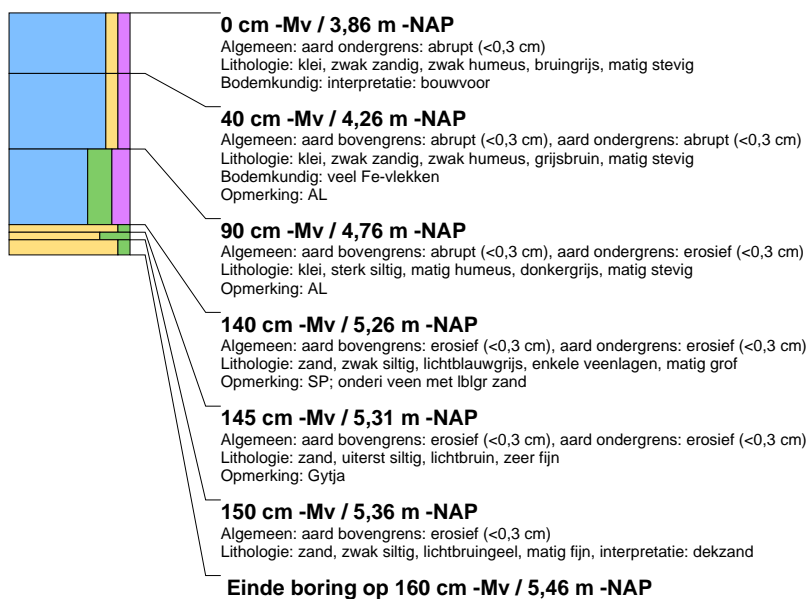 0 cm -Mv / 3,86 m -NAP
Algemeen: aard ondergrens: abrupt (<0,3 cm)
Lithologie: klei, zwak zandig, zwak humeus, bruingrijs, matig stevig
Bodemkundig: interpretatie: bouwvoor
40 cm -Mv / 4,26 m -NAP
Algemeen: aard bovengrens: abrupt (<0,3 cm), aard ondergrens: abrupt (<0,3 cm)
Lithologie: klei, zwak zandig, zwak humeus, grijsbruin, matig stevig
Bodemkundig: veel Fe-vlekken
Opmerking: AL
90 cm -Mv / 4,76 m -NAP
Algemeen: aard bovengrens: abrupt (<0,3 cm), aard ondergrens: erosief (<0,3 cm)
Lithologie: klei, sterk siltig, matig humeus, donkergrijs, matig stevig
Opmerking: AL
140 cm -Mv / 5,26 m -NAP
Algemeen: aard bovengrens: erosief (<0,3 cm), aard ondergrens: erosief (<0,3 cm)
Lithologie: zand, zwak siltig, lichtblauwgrijs, enkele veenlagen, matig grof
Opmerking: SP; onderi veen met lblgr zand
145 cm -Mv / 5,31 m -NAP
Algemeen: aard bovengrens: erosief (<0,3 cm), aard ondergrens: erosief (<0,3 cm)
Lithologie: zand, uiterst siltig, lichtbruin, zeer fijn
Opmerking: Gytja
150 cm -Mv / 5,36 m -NAP
Algemeen: aard bovengrens: erosief (<0,3 cm)
Lithologie: zand, zwak siltig, lichtbruingeel, matig fijn, interpretatie: dekzand
Einde boring op 160 cm -Mv / 5,46 m -NAP